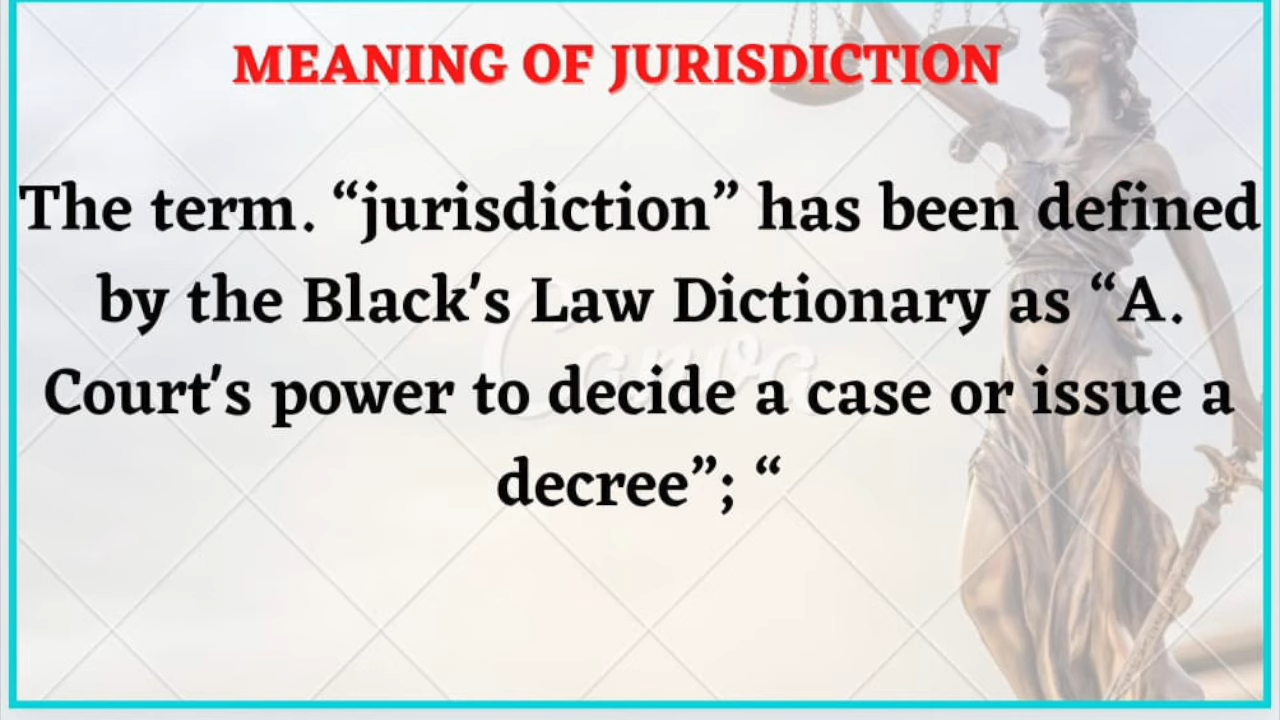 MEANING OF JURISDICTION
The term. “jurisdiction” has been defined
by the Black's Law Dictionary as “A.
Court's power to decide a case or issue a
decree”; “
Canva